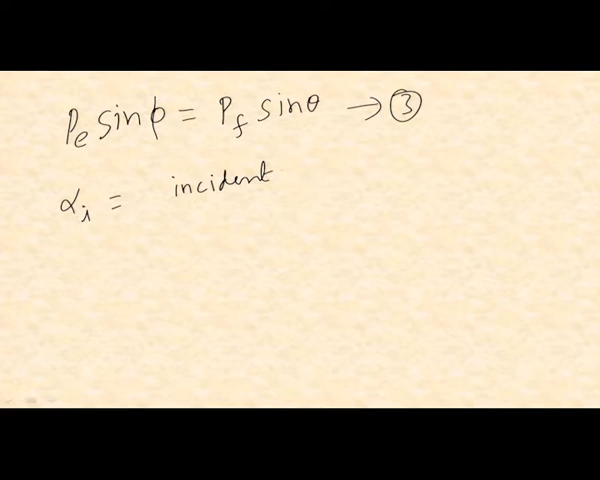 Pe sinϕ = Pf sinθ → ③
αi = incident